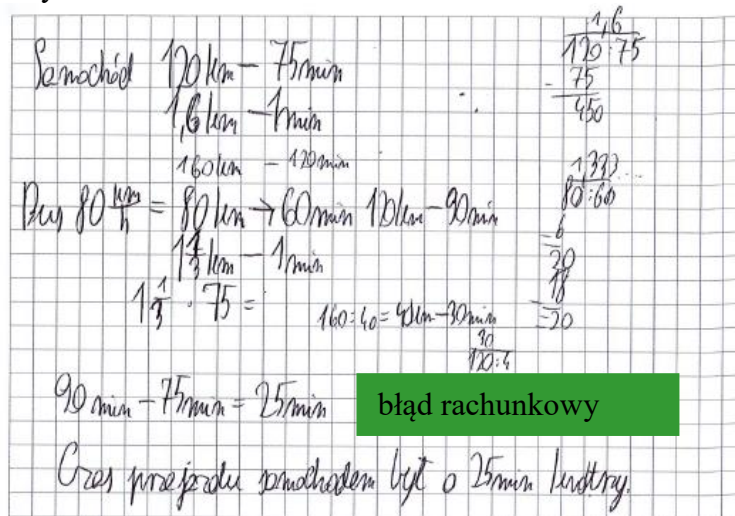 1,6
120:75
- 75
450
Samochód 120 km - 75 min
1,6 km - 1 min
160 km - 120 min
1,333...
80:60
- 6
20
18
= 20
Bus 80 km/h = 80 km → 60 min 120 km - 90 min
1 1/3 km - 1 min
1 1/3 · 75 =
160:40 = 40 km - 30 min
30
120:4
90 min - 75 min = 25 min
błąd rachunkowy
Czas przejazdu samochodem był o 25 min krótszy.